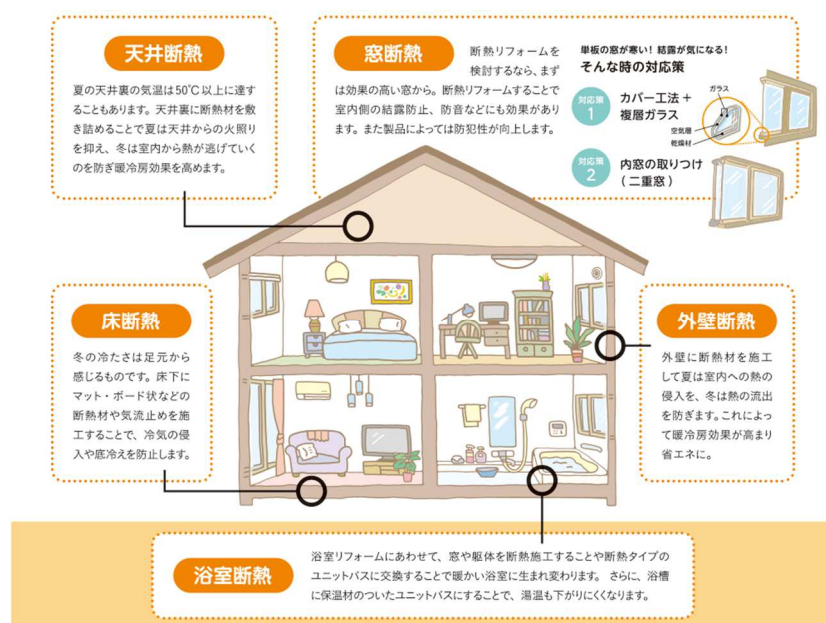 天井断熱
夏の天井裏の気温は50℃以上に達す
ることもあります。天井裏に断熱材を敷
き詰めることで夏は天井からの火照り
を抑え、冬は室内から熱が逃げていく
のを防ぎ暖冷房効果を高めます。
窓断熱
断熱リフォームを
検討するなら、まず
は効果の高い窓から。断熱リフォームすることで
室内側の結露防止、防音などにも効果があり
ます。また製品によっては防犯性が向上します。
単板の窓が寒い！結露が気になる！
そんな時の対応策
対応策
1
カバー工法＋
複層ガラス
ガラス
空気層
乾燥材
対応策
2
内窓の取りつけ
（二重窓）
床断熱
冬の冷たさは足元から
感じるものです。床下に
マット・ボード状などの
断熱材や気流止めを施
工することで、冷気の侵
入や底冷えを防止します。
外壁断熱
外壁に断熱材を施工
して夏は室内への熱の
侵入を、冬は熱の流出
を防ぎます。これによっ
て暖冷房効果が高まり
省エネに。
浴室断熱
浴室リフォームにあわせて、窓や躯体を断熱施工することや断熱タイプの
ユニットバスに交換することで暖かい浴室に生まれ変わります。 さらに、浴槽
に保温材のついたユニットバスにすることで、湯温も下がりにくくなります。